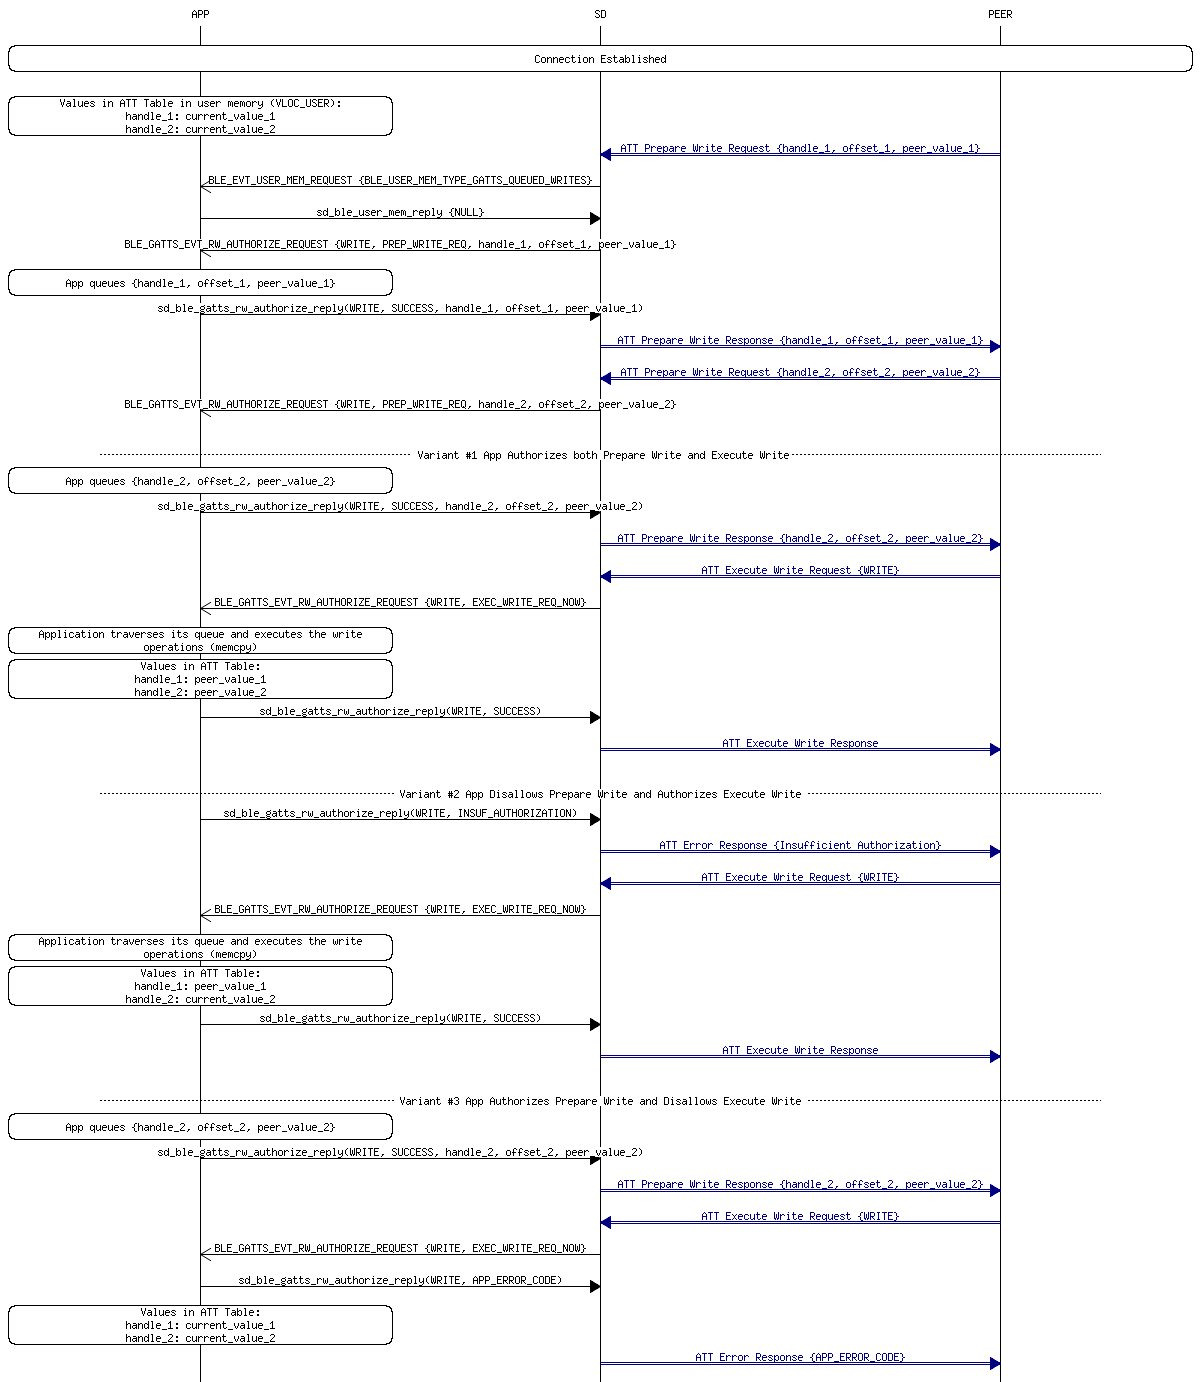 APP SD PEER
Connection Established
Values in ATT Table in user memory (VLOC_USER):
handle_1: current_value_1
handle_2: current_value_2
ATT Prepare Write Request {handle_1, offset_1, peer_value_1}
BLE_EVT_USER_MEM_REQUEST {BLE_USER_MEM_TYPE_GATTS_QUEUED_WRITES}
sd_ble_user_mem_reply {NULL}
BLE_GATTS_EVT_RW_AUTHORIZE_REQUEST {WRITE, PREP_WRITE_REQ, handle_1, offset_1, peer_value_1}
App queues {handle_1, offset_1, peer_value_1}
sd_ble_gatts_rw_authorize_reply(WRITE, SUCCESS, handle_1, offset_1, peer_value_1)
ATT Prepare Write Response {handle_1, offset_1, peer_value_1}
ATT Prepare Write Request {handle_2, offset_2, peer_value_2}
BLE_GATTS_EVT_RW_AUTHORIZE_REQUEST {WRITE, PREP_WRITE_REQ, handle_2, offset_2, peer_value_2}
Variant #1 App Authorizes both Prepare Write and Execute Write
App queues {handle_2, offset_2, peer_value_2}
sd_ble_gatts_rw_authorize_reply(WRITE, SUCCESS, handle_2, offset_2, peer_value_2)
ATT Prepare Write Response {handle_2, offset_2, peer_value_2}
ATT Execute Write Request {WRITE}
BLE_GATTS_EVT_RW_AUTHORIZE_REQUEST {WRITE, EXEC_WRITE_REQ_NOW}
Application traverses its queue and executes the write
operations (memcpy)
Values in ATT Table:
handle_1: peer_value_1
handle_2: peer_value_2
sd_ble_gatts_rw_authorize_reply(WRITE, SUCCESS)
ATT Execute Write Response
Variant #2 App Disallows Prepare Write and Authorizes Execute Write
sd_ble_gatts_rw_authorize_reply(WRITE, INSUF_AUTHORIZATION)
ATT Error Response {Insufficient Authorization}
ATT Execute Write Request {WRITE}
BLE_GATTS_EVT_RW_AUTHORIZE_REQUEST {WRITE, EXEC_WRITE_REQ_NOW}
Application traverses its queue and executes the write
operations (memcpy)
Values in ATT Table:
handle_1: peer_value_1
handle_2: current_value_2
sd_ble_gatts_rw_authorize_reply(WRITE, SUCCESS)
ATT Execute Write Response
Variant #3 App Authorizes Prepare Write and Disallows Execute Write
App queues {handle_2, offset_2, peer_value_2}
sd_ble_gatts_rw_authorize_reply(WRITE, SUCCESS, handle_2, offset_2, peer_value_2)
ATT Prepare Write Response {handle_2, offset_2, peer_value_2}
ATT Execute Write Request {WRITE}
BLE_GATTS_EVT_RW_AUTHORIZE_REQUEST {WRITE, EXEC_WRITE_REQ_NOW}
sd_ble_gatts_rw_authorize_reply(WRITE, APP_ERROR_CODE)
Values in ATT Table:
handle_1: current_value_1
handle_2: current_value_2
ATT Error Response {APP_ERROR_CODE}